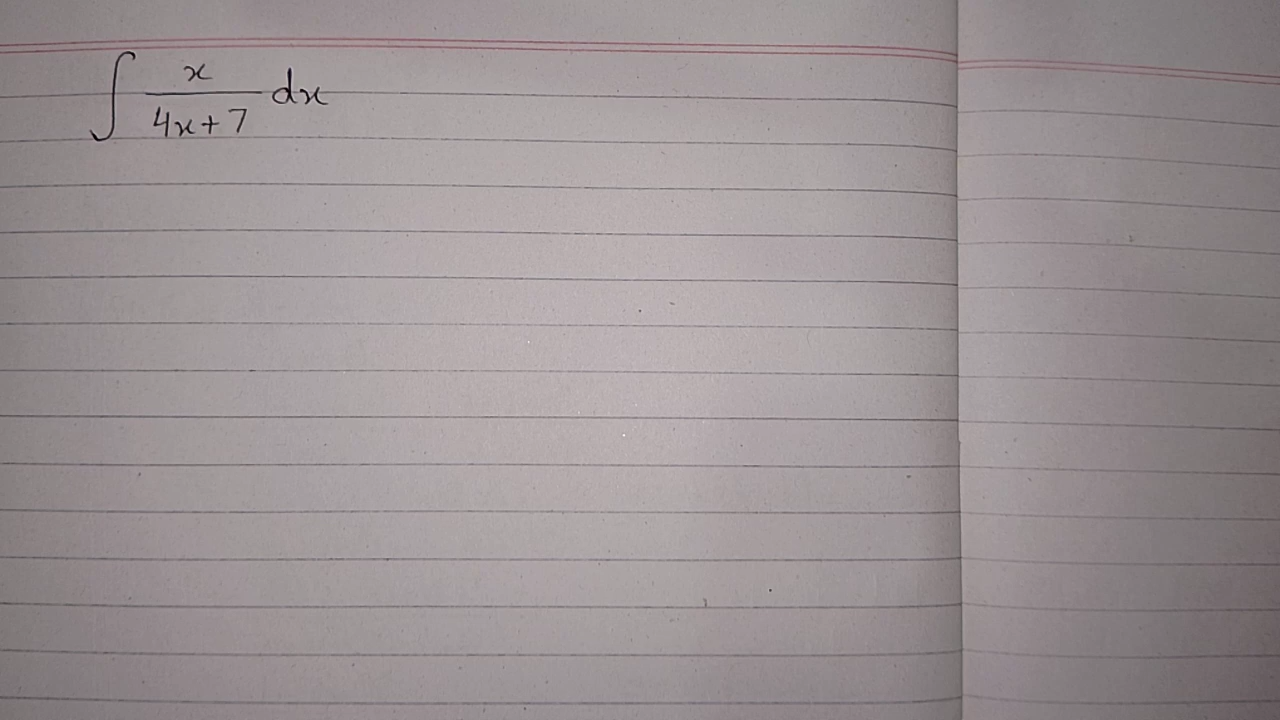 ∫ x/(4x+7) dx